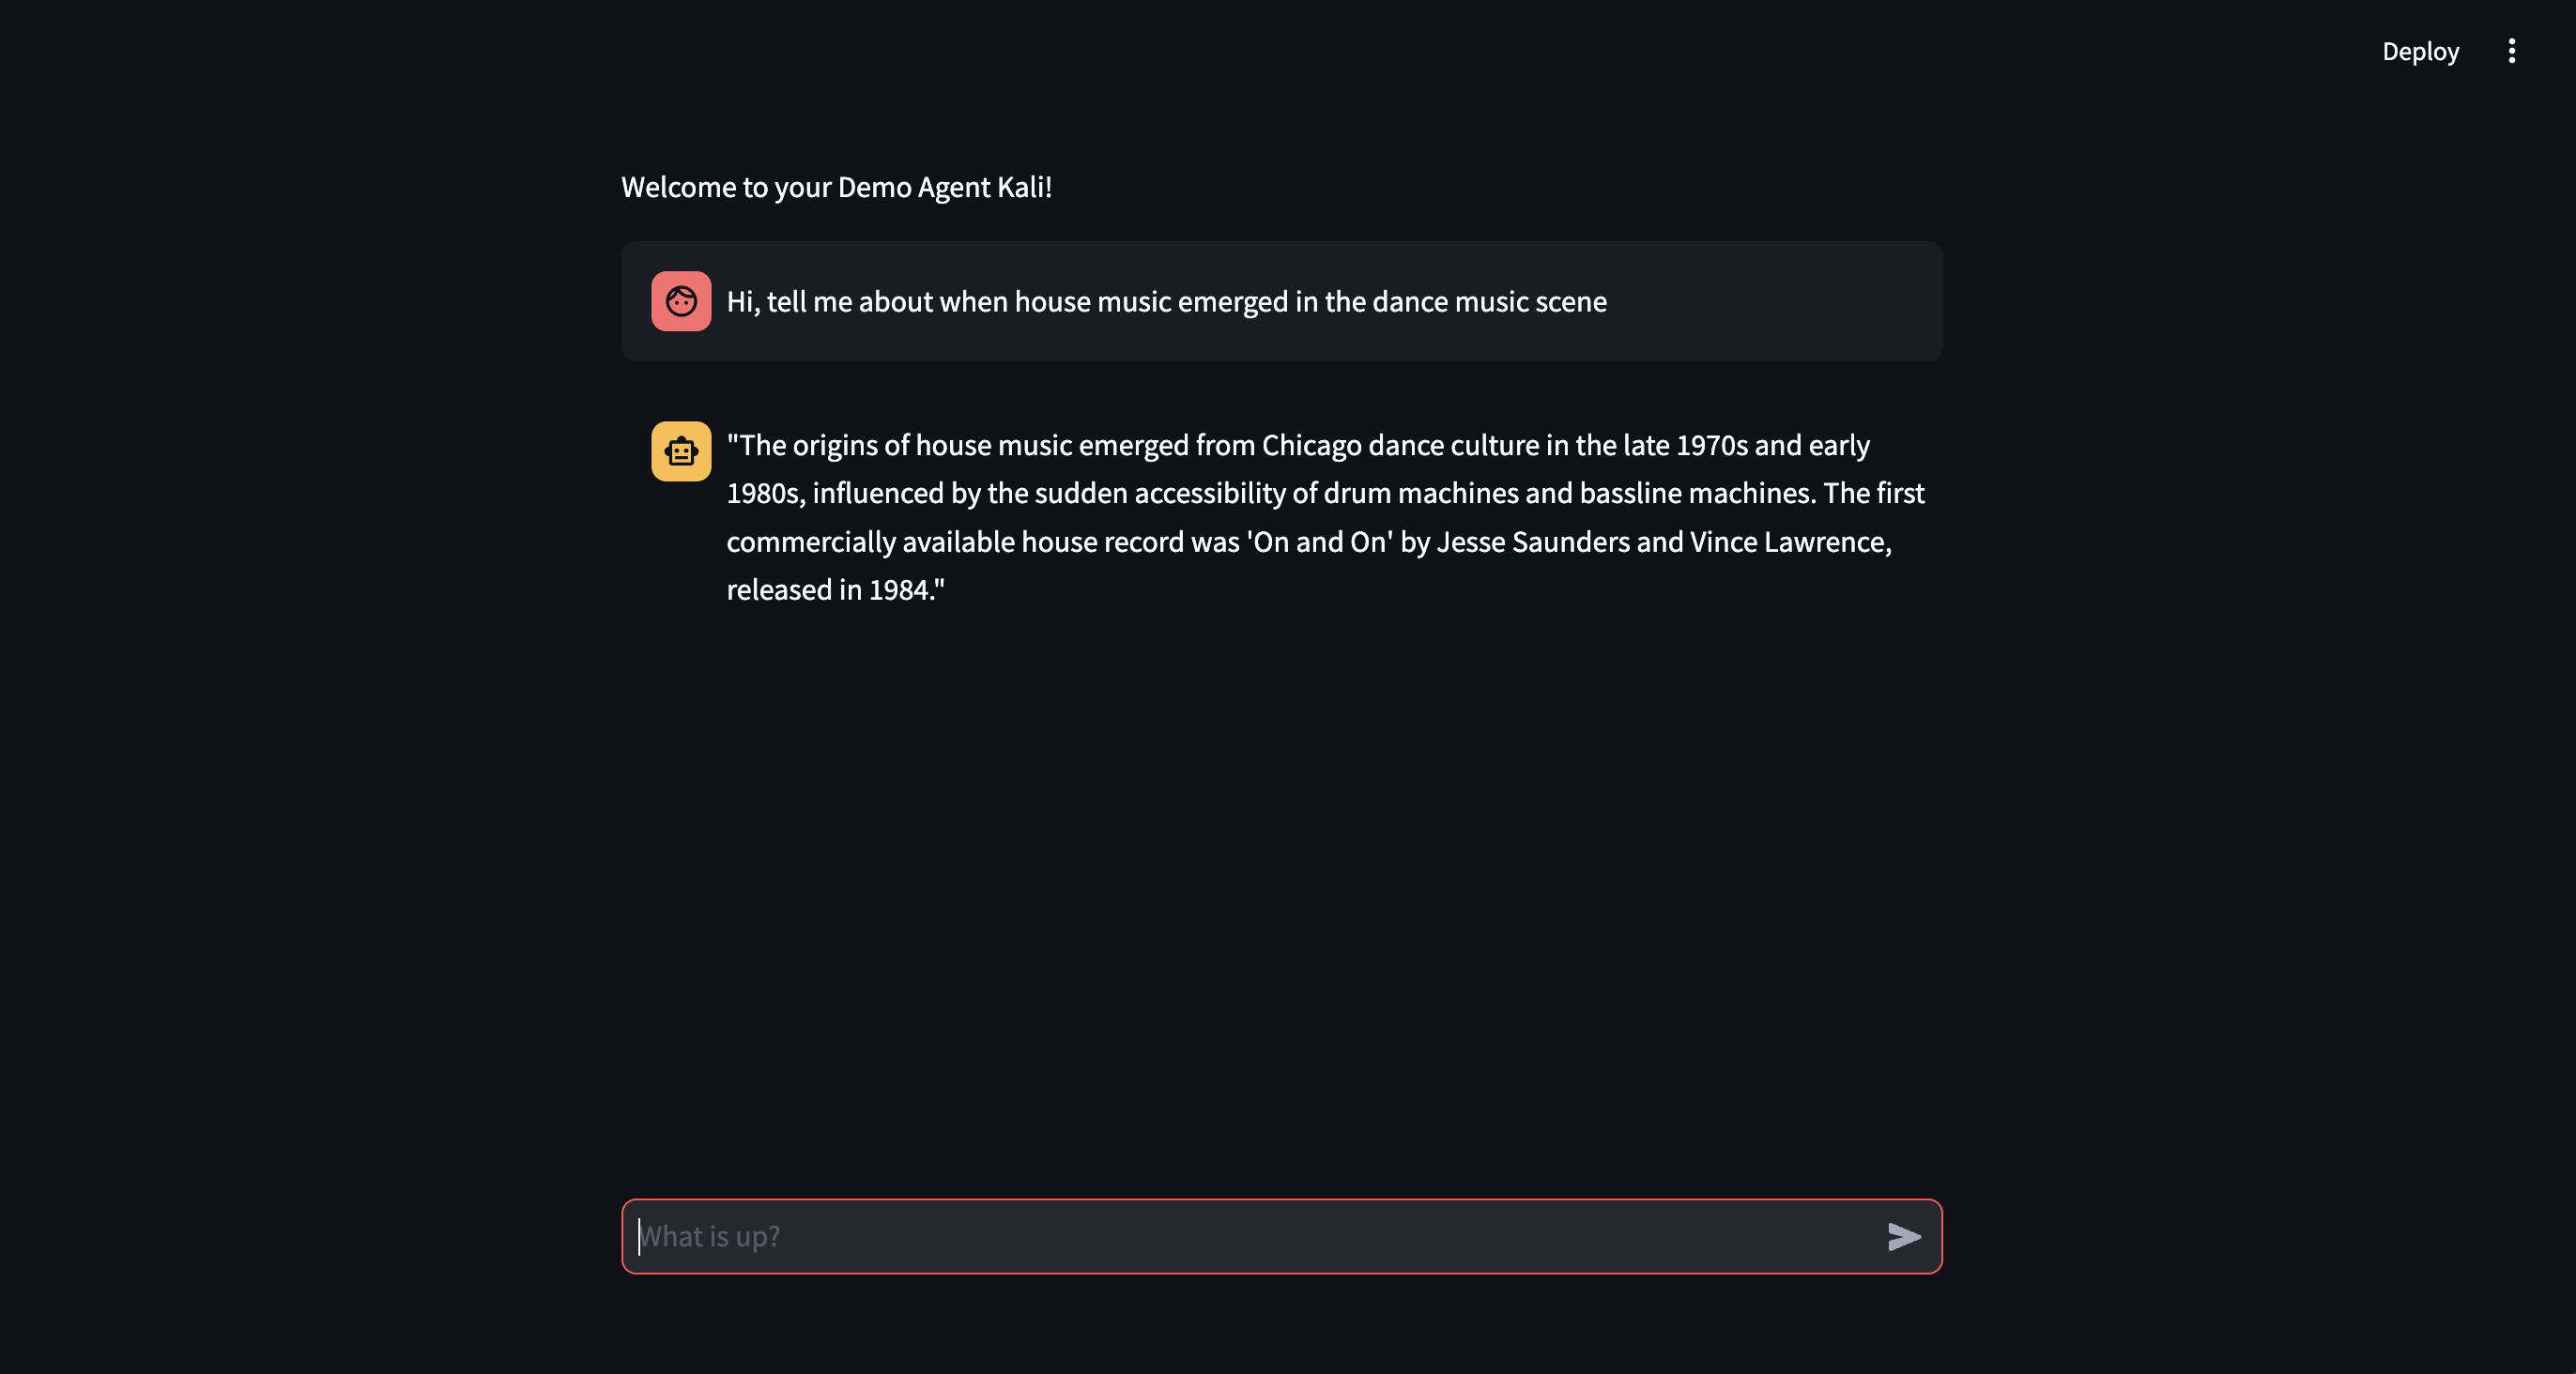 Deploy
Welcome to your Demo Agent Kali!
Hi, tell me about when house music emerged in the dance music scene
"The origins of house music emerged from Chicago dance culture in the late 1970s and early
1980s, influenced by the sudden accessibility of drum machines and bassline machines. The first
commercially available house record was 'On and On' by Jesse Saunders and Vince Lawrence,
released in 1984."
What is up?